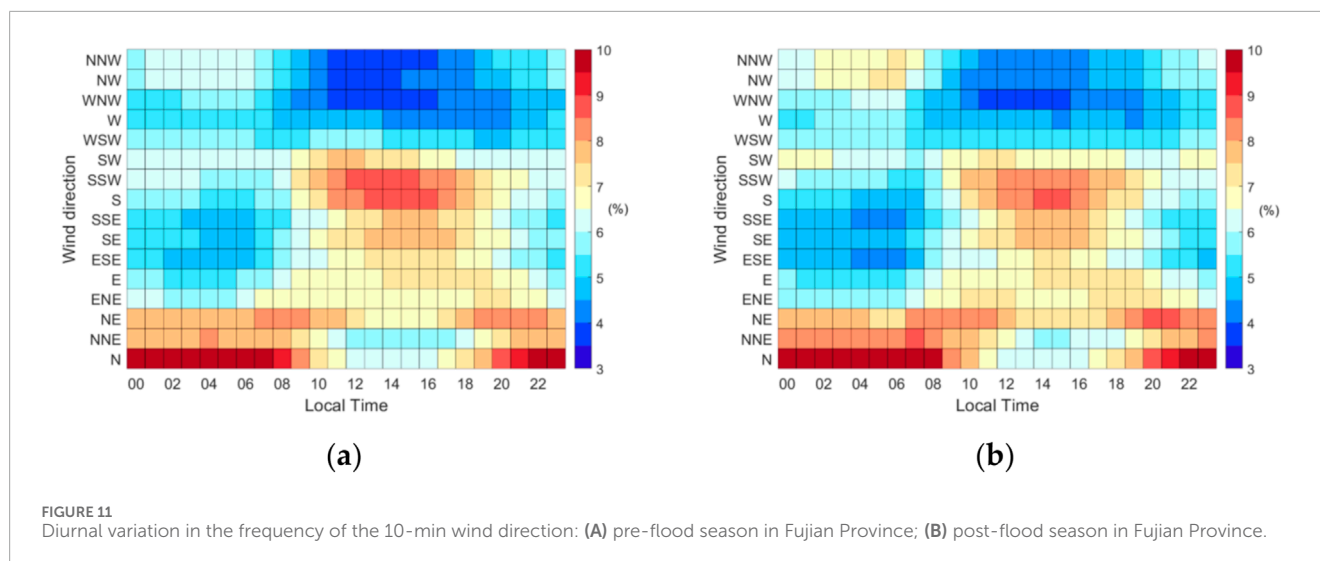 NNW
NW
WNW
W
WSW
SW
SSW
S
SSE
SE
ESE
E
ENE
NE
NNE
N
Wind direction
00 02 04 06 08 10 12 14 16 18 20 22
Local Time
10
9
8
7
6
5
4
3
(%)
(a)
NNW
NW
WNW
W
WSW
SW
SSW
S
SSE
SE
ESE
E
ENE
NE
NNE
N
Wind direction
00 02 04 06 08 10 12 14 16 18 20 22
Local Time
10
9
8
7
6
5
4
3
(%)
(b)
FIGURE 11
Diurnal variation in the frequency of the 10-min wind direction: (A) pre-flood season in Fujian Province; (B) post-flood season in Fujian Province.